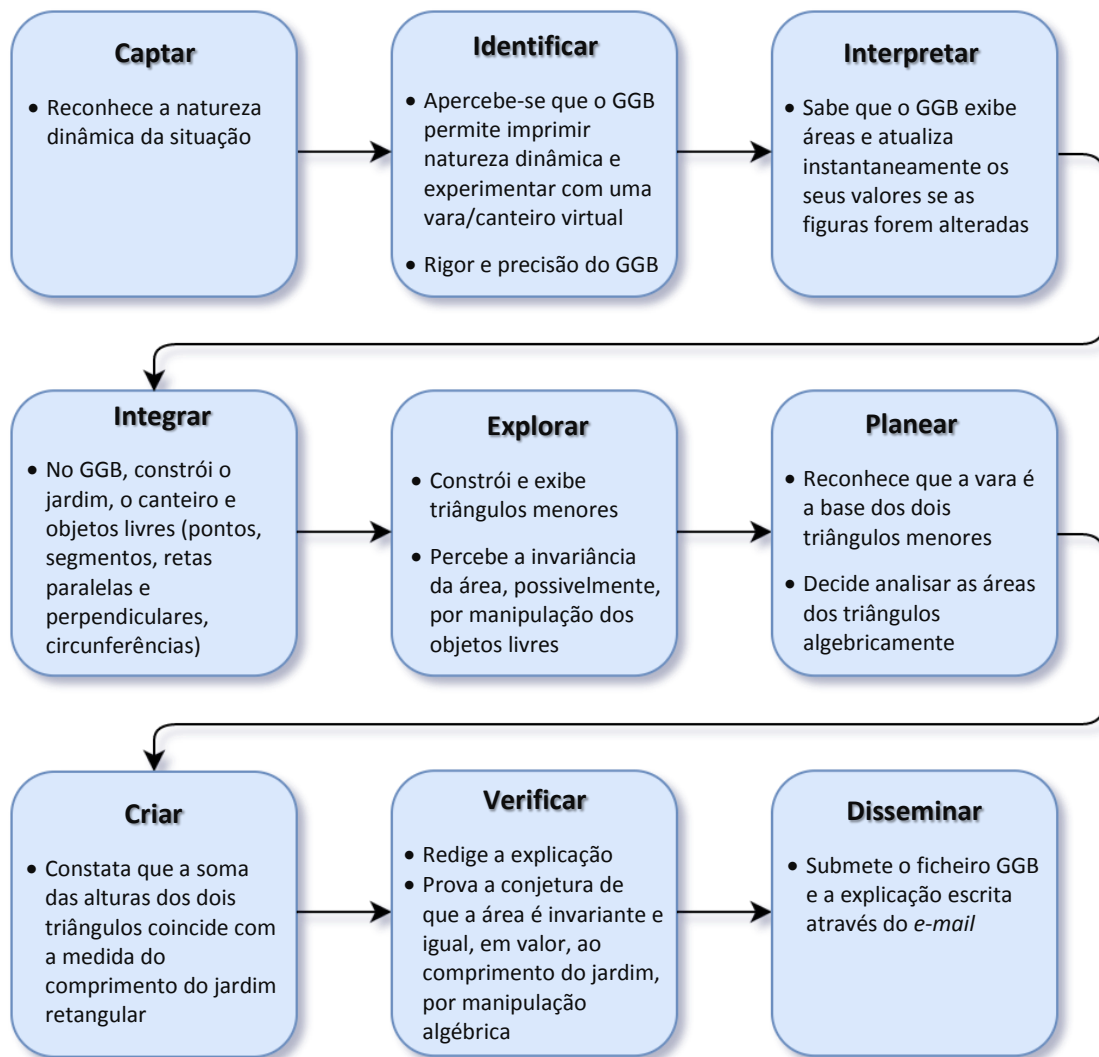 Captar
• Reconhece a natureza
dinâmica da situação
Identificar
• Apercebe-se que o GGB
permite imprimir
natureza dinâmica e
experimentar com uma
vara/canteiro virtual
• Rigor e precisão do GGB
Interpretar
• Sabe que o GGB exibe
áreas e atualiza
instantaneamente os
seus valores se as
figuras forem alteradas
Integrar
• No GGB, constrói o
jardim, o canteiro e
objetos livres (pontos,
segmentos, retas
paralelas e
perpendiculares,
circunferências)
Explorar
• Constrói e exibe
triângulos menores
• Percebe a invariância
da área, possivelmente,
por manipulação dos
objetos livres
Planear
• Reconhece que a vara é
a base dos dois
triângulos menores
• Decide analisar as áreas
dos triângulos
algebricamente
Criar
• Constata que a soma
das alturas dos dois
triângulos coincide com
a medida do
comprimento do jardim
retangular
Verificar
• Redige a explicação
• Prova a conjetura de
que a área é invariante e
igual, em valor, ao
comprimento do jardim,
por manipulação
algébrica
Disseminar
• Submete o ficheiro GGB
e a explicação escrita
através do e-mail